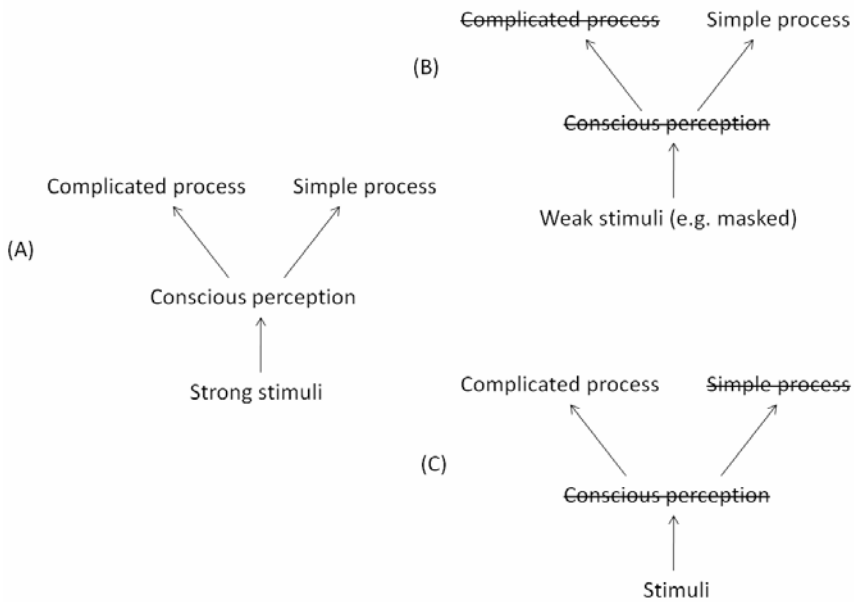 (A)
Complicated process Simple process
Conscious perception
Strong stimuli
(B)
Complicated process Simple process
Conscious perception
Weak stimuli (e.g. masked)
(C)
Complicated process Simple process
Conscious perception
Stimuli